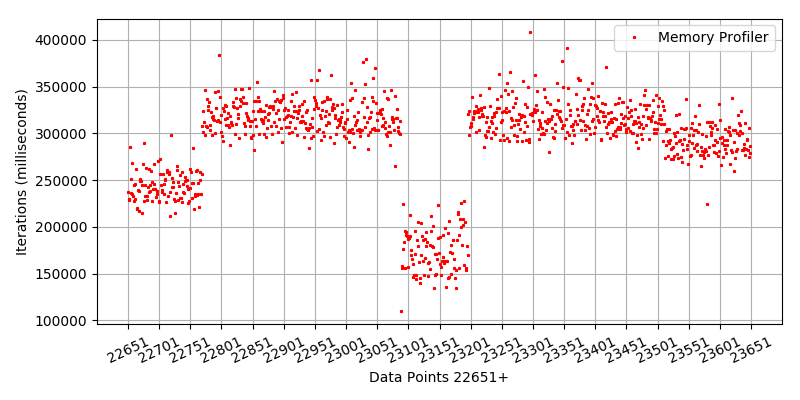 400000
350000
300000
250000
200000
150000
100000
Iterations (milliseconds)
Memory Profiler
22651 22701 22751 22801 22851 22901 22951 23001 23051 23101 23151 23201 23251 23301 23351 23401 23451 23501 23551 23601 23651
Data Points 22651+